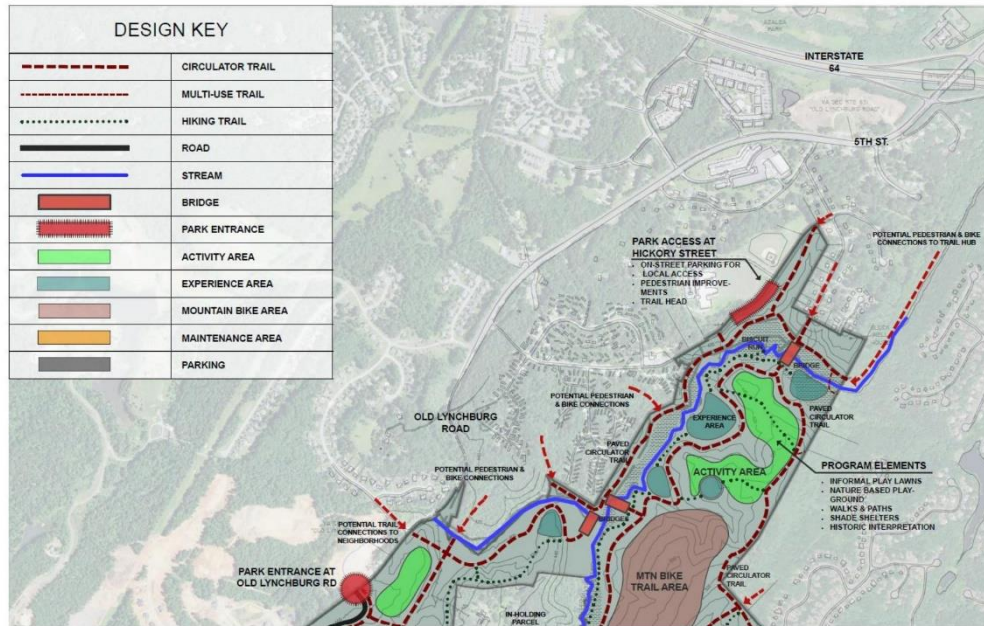 DESIGN KEY
CIRCULATOR TRAIL
MULTI-USE TRAIL
HIKING TRAIL
ROAD
STREAM
BRIDGE
PARK ENTRANCE
ACTIVITY AREA
EXPERIENCE AREA
MOUNTAIN BIKE AREA
MAINTENANCE AREA
PARKING
INTERSTATE
64
5TH ST.
POTENTIAL PEDESTRIAN & BIKE
CONNECTIONS TO TRAIL HUB
PARK ACCESS AT
HICKORY STREET
• ON-STREET PARKING FOR
• LOCAL ACCESS
• PEDESTRIAN IMPROVE-
MENTS
• TRAIL HEAD
BISCUIT
RUN
BRIDGE
POTENTIAL PEDESTRIAN
& BIKE CONNECTIONS
OLD LYNCHBURG
ROAD
EXPERIENCE
AREA
PAVED
CIRCULATOR
TRAIL
PAVED
CIRCULATOR
TRAIL
ACTIVITY AREA
PROGRAM ELEMENTS
• INFORMAL PLAY LAWNS
• NATURE BASED PLAY-
GROUND
• WALKS & PATHS
• SHADE SHELTERS
• HISTORIC INTERPRETATION
POTENTIAL PEDESTRIAN &
BIKE CONNECTIONS
BRIDGES
POTENTIAL TRAIL
CONNECTIONS TO
NEIGHBORHOODS
PARK ENTRANCE AT
OLD LYNCHBURG RD
MTN BIKE
TRAIL AREA
PAVED
CIRCULATOR
TRAIL
IN-HOLDING
PARCEL